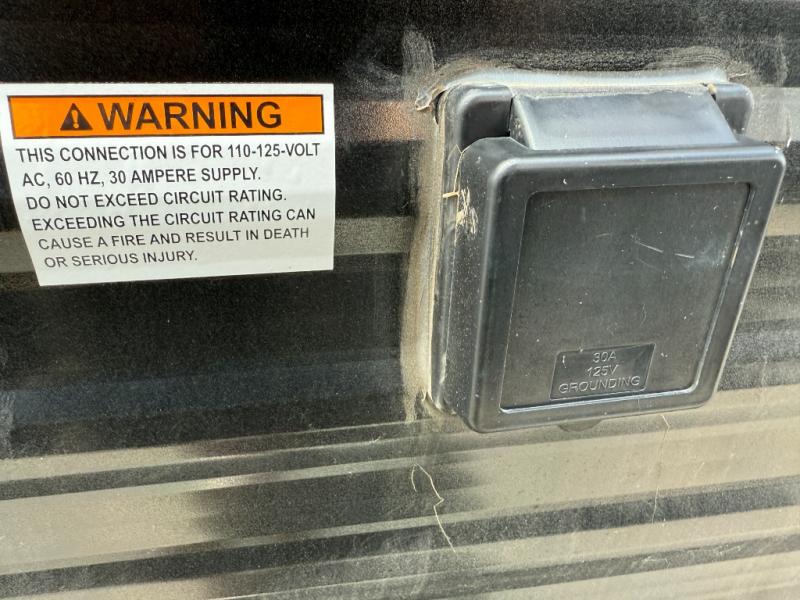 WARNING
THIS CONNECTION IS FOR 110-125-VOLT
AC, 60 HZ, 30 AMPERE SUPPLY.
DO NOT EXCEED CIRCUIT RATING.
EXCEEDING THE CIRCUIT RATING CAN
CAUSE A FIRE AND RESULT IN DEATH
OR SERIOUS INJURY.
30A
125V
GROUNDING